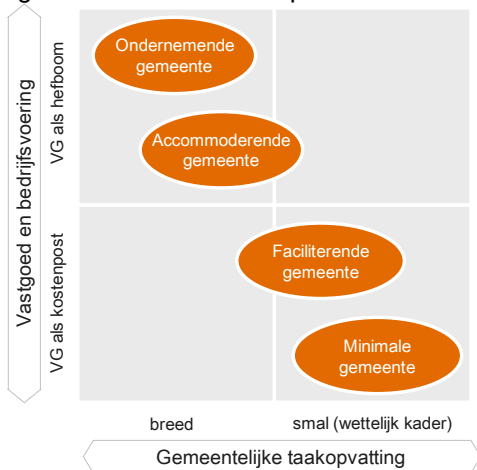 Ondernemende
gemeente
Accommoderende
gemeente
Faciliterende
gemeente
Minimale
gemeente
Vastgoed en bedrijfsvoering
VG als hefboom
VG als kostenpost
breed
smal (wettelijk kader)
Gemeentelijke taakopvatting